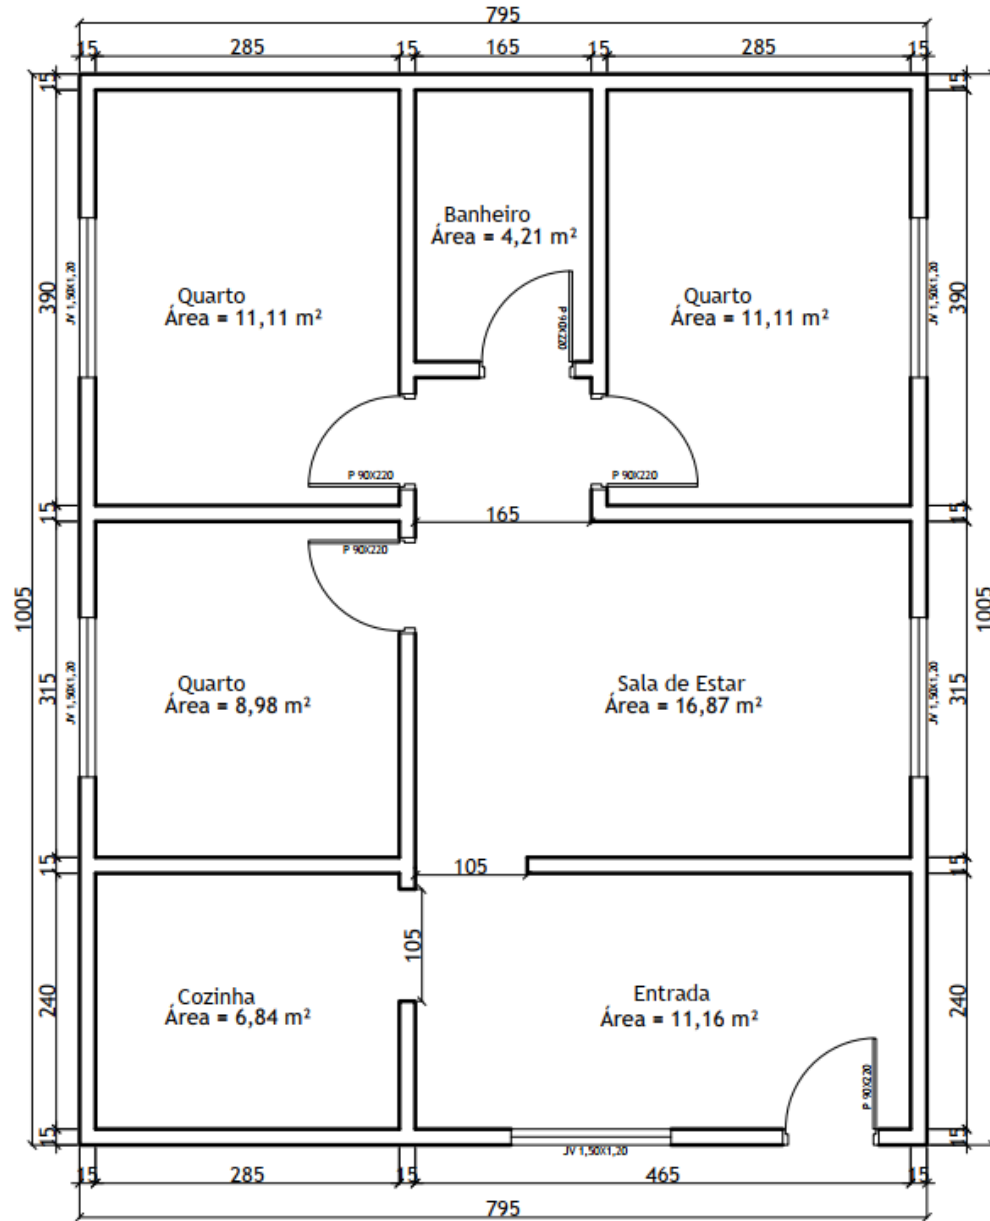 795
15 285 15 165 15 285 15
15 15
Banheiro
Área = 4,21 m²
Quarto
Área = 11,11 m²
Quarto
Área = 11,11 m²
390 390
JV 1,50X1,20
JV 1,50X1,20
P 90X220
P 90X220
P 90X220
15 15
165
P 90X220
1005 1005
315 315
Quarto
Área = 8,98 m²
Sala de Estar
Área = 16,87 m²
JV 1,50X1,20
JV 1,50X1,20
15 15
105
105
240 240
Cozinha
Área = 6,84 m²
Entrada
Área = 11,16 m²
P 90X220
15 15
JV 1,50X1,20
15 285 15 465 15
795